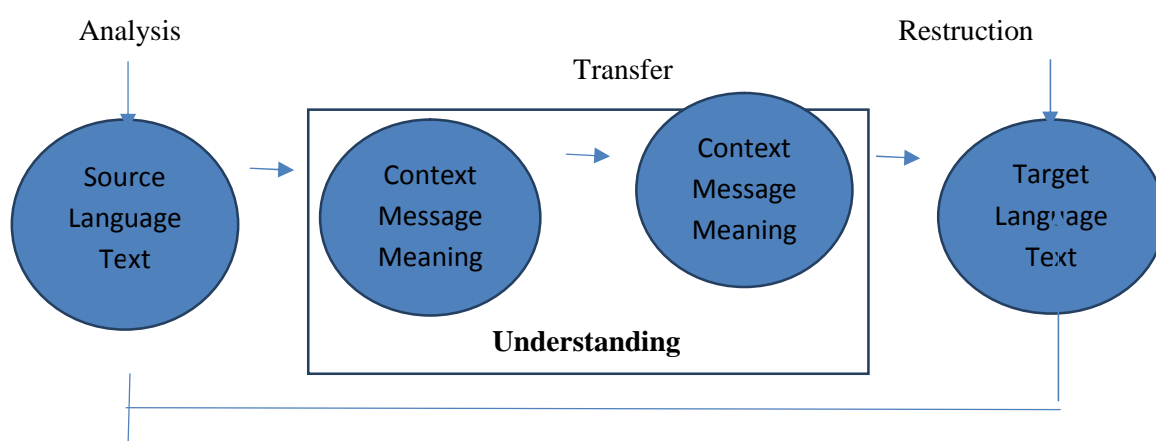 Analysis
Restruction
Transfer
Source
Language
Text
Context
Message
Meaning
Context
Message
Meaning
Target
Language
Text
Understanding